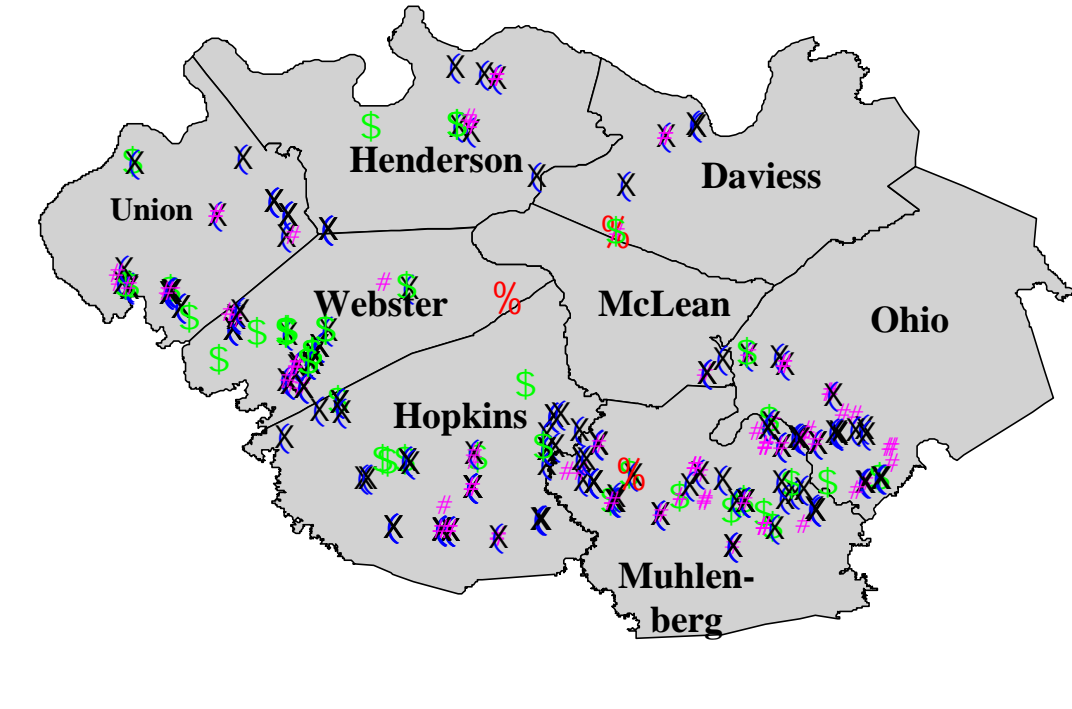 Henderson
Daviess
Union
Webster
McLean
Ohio
Hopkins
Muhlen-
berg